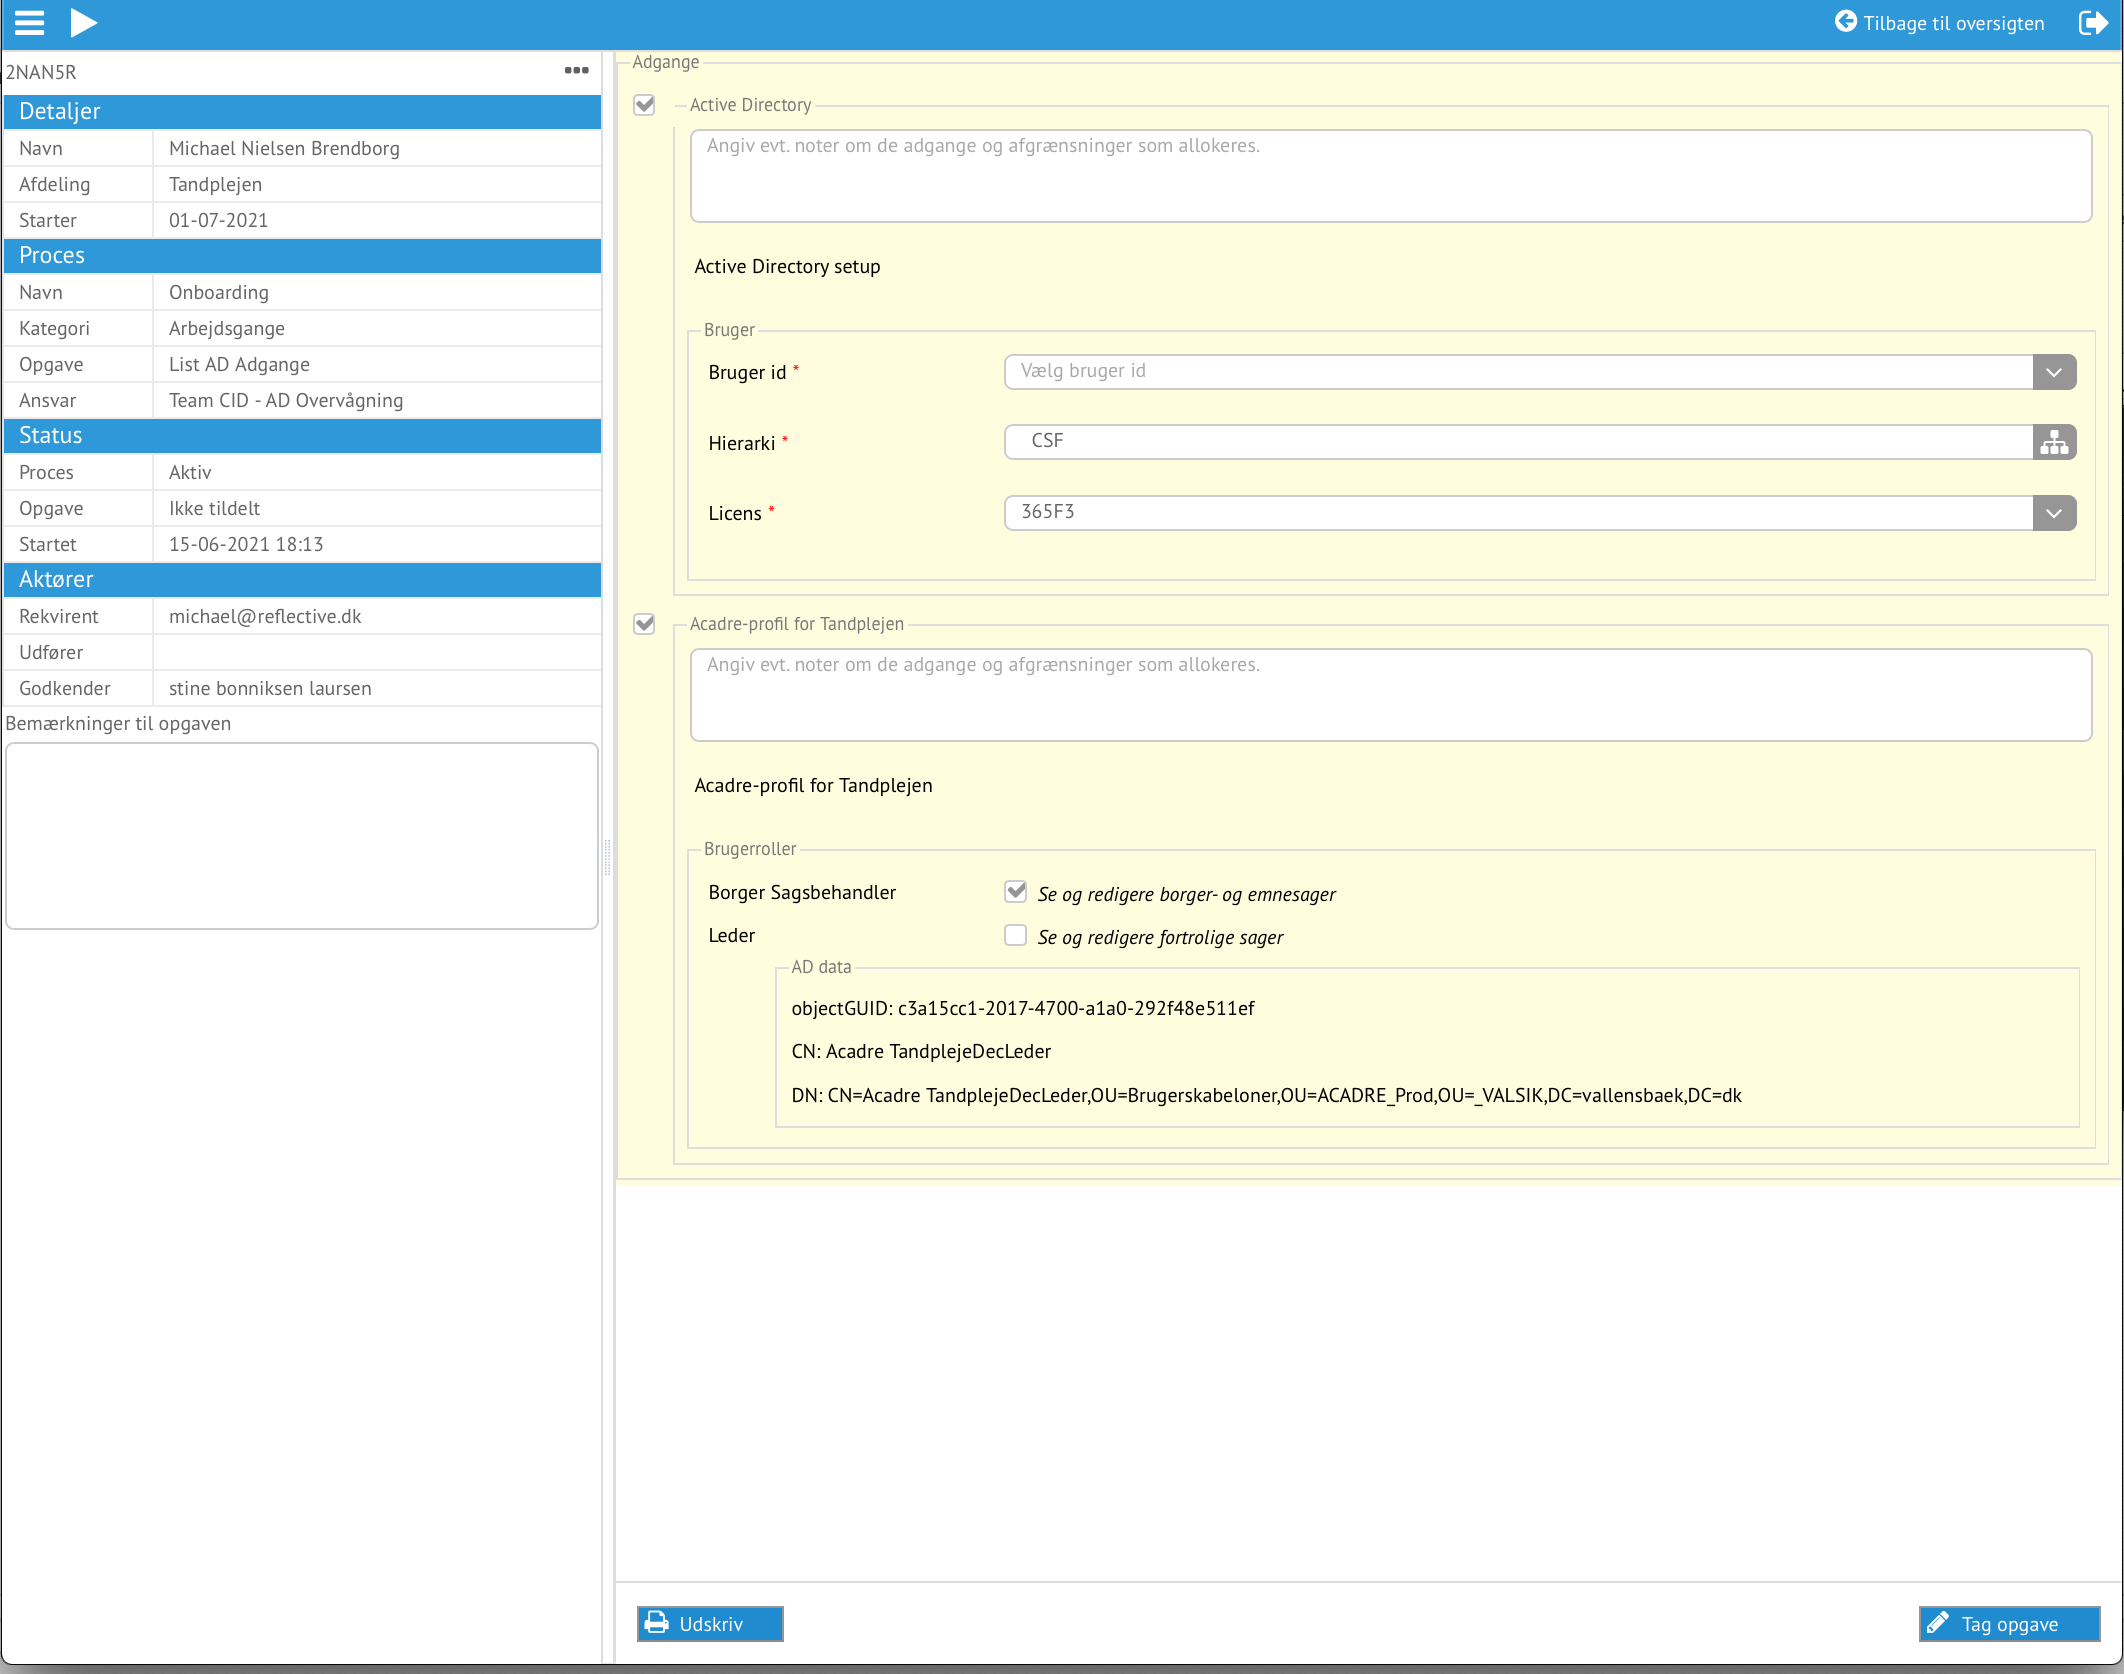 Tilbage til oversigten
2NAN5R
Detaljer
Navn Michael Nielsen Brendborg
Afdeling Tandplejen
Starter 01-07-2021
Proces
Navn Onboarding
Kategori Arbejdsgange
Opgave List AD Adgange
Ansvar Team CID - AD Overvågning
Status
Proces Aktiv
Opgave Ikke tildelt
Startet 15-06-2021 18:13
Aktører
Rekvirent michael@reflective.dk
Udfører
Godkender stine bonniksen laursen
Bemærkninger til opgaven
Adgange
Active Directory
Angiv evt. noter om de adgange og afgrænsninger som allokeres.
Active Directory setup
Bruger
Bruger id * Vælg bruger id
Hierarki * CSF
Licens * 365F3
Acadre-profil for Tandplejen
Angiv evt. noter om de adgange og afgrænsninger som allokeres.
Acadre-profil for Tandplejen
Brugerroller
Borger Sagsbehandler Se og redigere borger- og emnesager
Leder Se og redigere fortrolige sager
AD data
objectGUID: c3a15cc1-2017-4700-a1a0-292f48e511ef
CN: Acadre TandplejeDecLeder
DN: CN=Acadre TandplejeDecLeder,OU=Brugerskabeloner,OU=ACADRE_Prod,OU=_VALSIK,DC=vallensbaek,DC=dk
Udskriv
Tag opgave